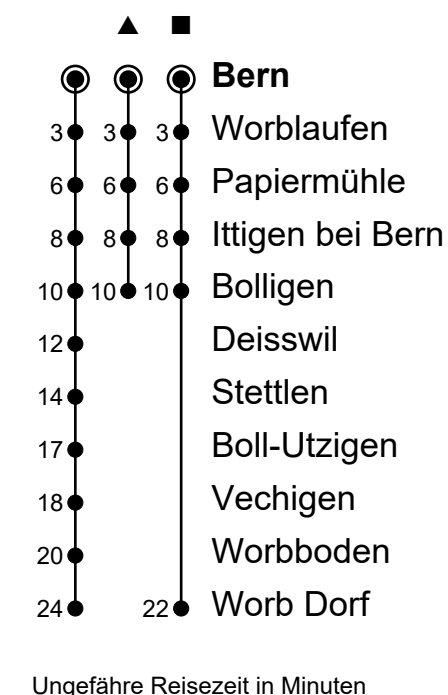 ▲ ■
Bern
3 3 3 Worblaufen
6 6 6 Papiermühle
8 8 8 Ittigen bei Bern
10 10 10 Bolligen
12 Deisswil
14 Stettlen
17 Boll-Utzigen
18 Vechigen
20 Worbboden
24 22 Worb Dorf
Ungefähre Reisezeit in Minuten